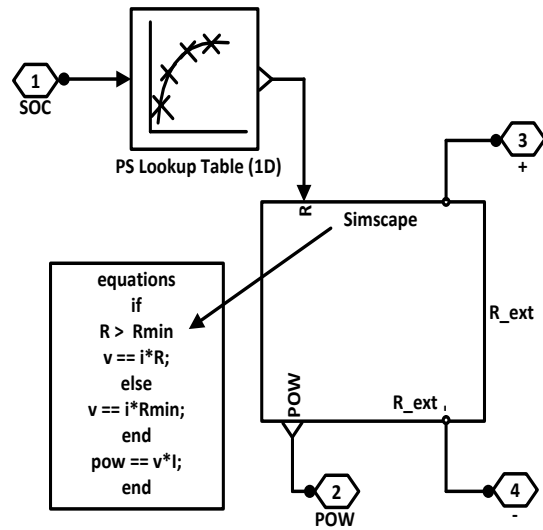 1
SOC
PS Lookup Table (1D)
3
+
R
Simscape
equations
if
R > Rmin
v == i*R;
else
v == i*Rmin;
end
pow == v*I;
end
R_ext
POW
R_ext
2
POW
4
-